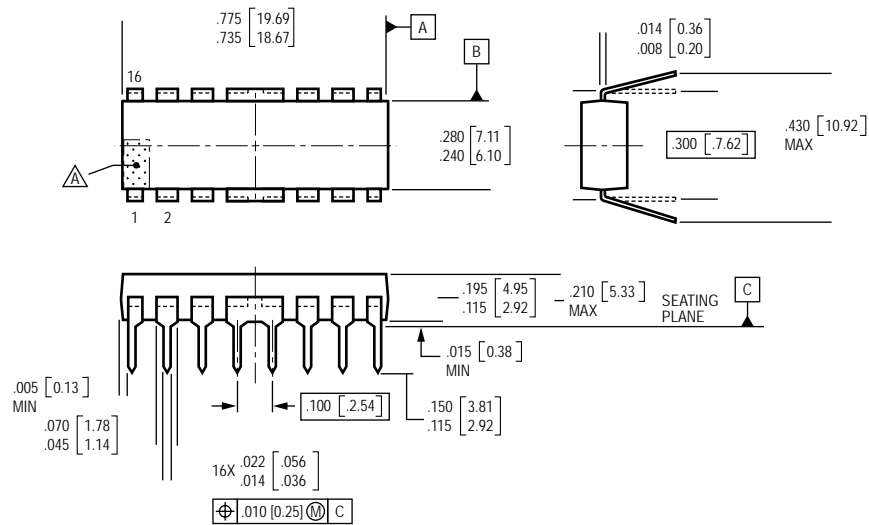 .775 [19.69]
.735 [18.67]
A
B
.014 [0.36]
.008 [0.20]
16
.280 [7.11]
.240 [6.10]
.300 [.7.62]
.430 [10.92]
MAX
A
1 2
.195 [4.95]
.115 [2.92]
.210 [5.33]
MAX
SEATING
PLANE
C
.015 [0.38]
MIN
.005 [0.13]
MIN
.070 [1.78]
.045 [1.14]
.100 [.2.54]
.150 [3.81]
.115 [2.92]
16X .022 [.056]
.014 [.036]
⌖ .010 [0.25] Ⓜ C